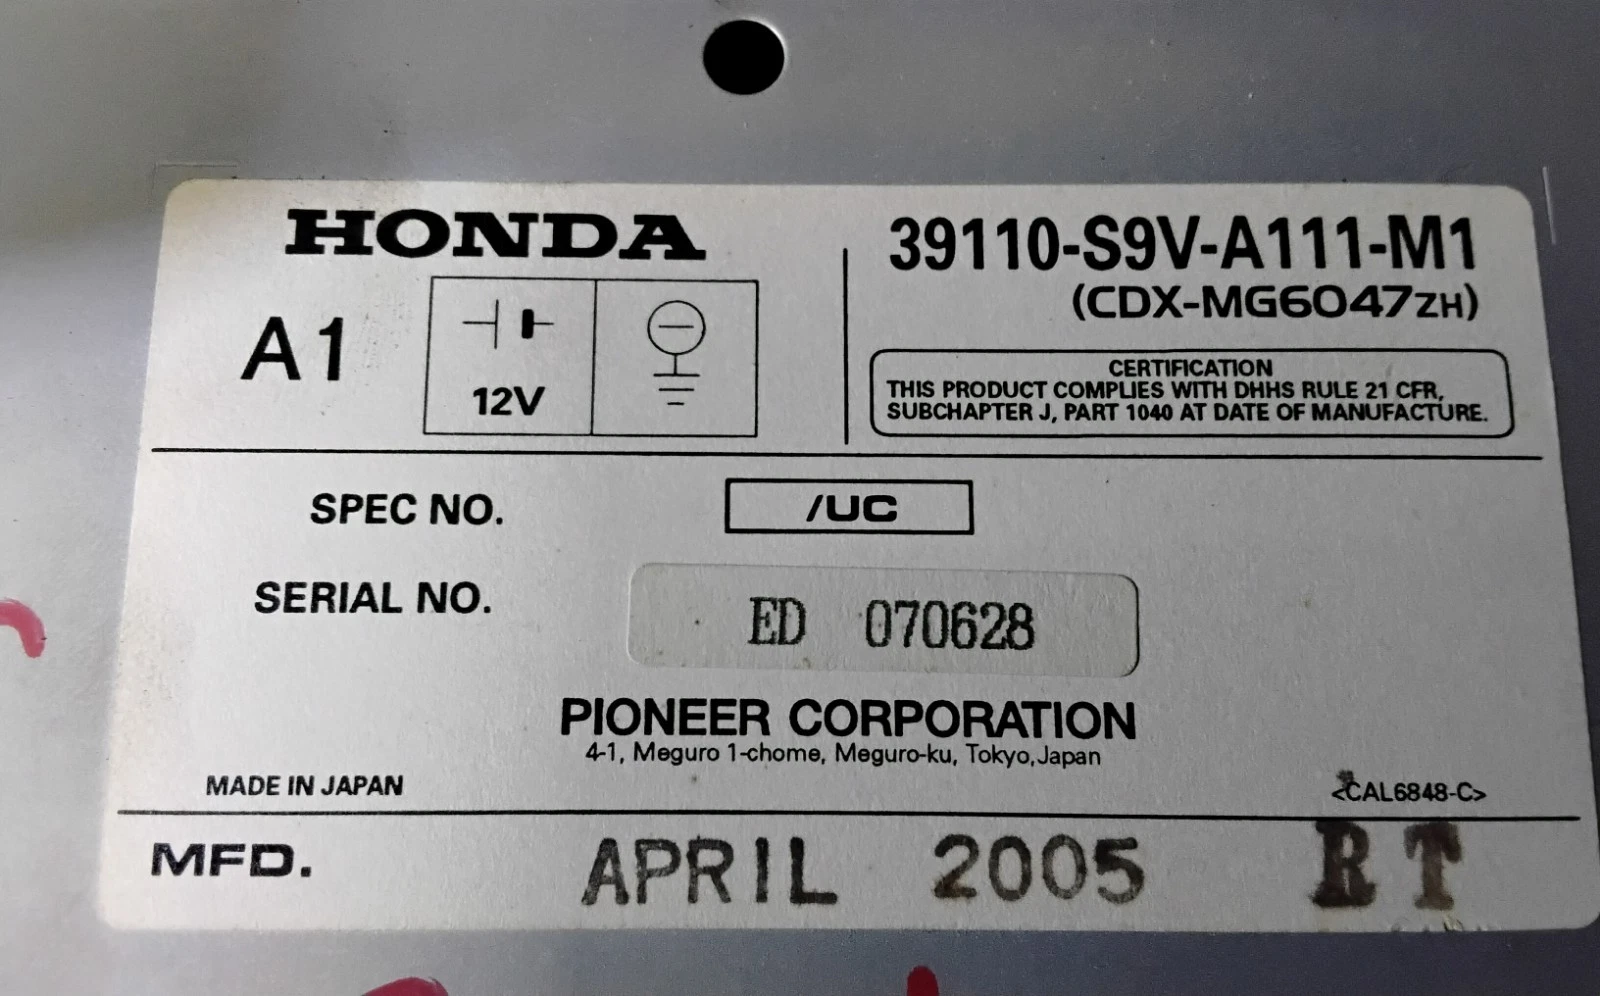 HONDA
39110-S9V-A111-M1
(CDX-MG6047ZH)
A1
12V
CERTIFICATION
THIS PRODUCT COMPLIES WITH DHHS RULE 21 CFR,
SUBCHAPTER J, PART 1040 AT DATE OF MANUFACTURE.
SPEC NO. /UC
SERIAL NO. ED 070628
PIONEER CORPORATION
4-1, Meguro 1-chome, Meguro-ku, Tokyo,Japan
MADE IN JAPAN <CAL6848-C>
MFD. APRIL 2005 RT